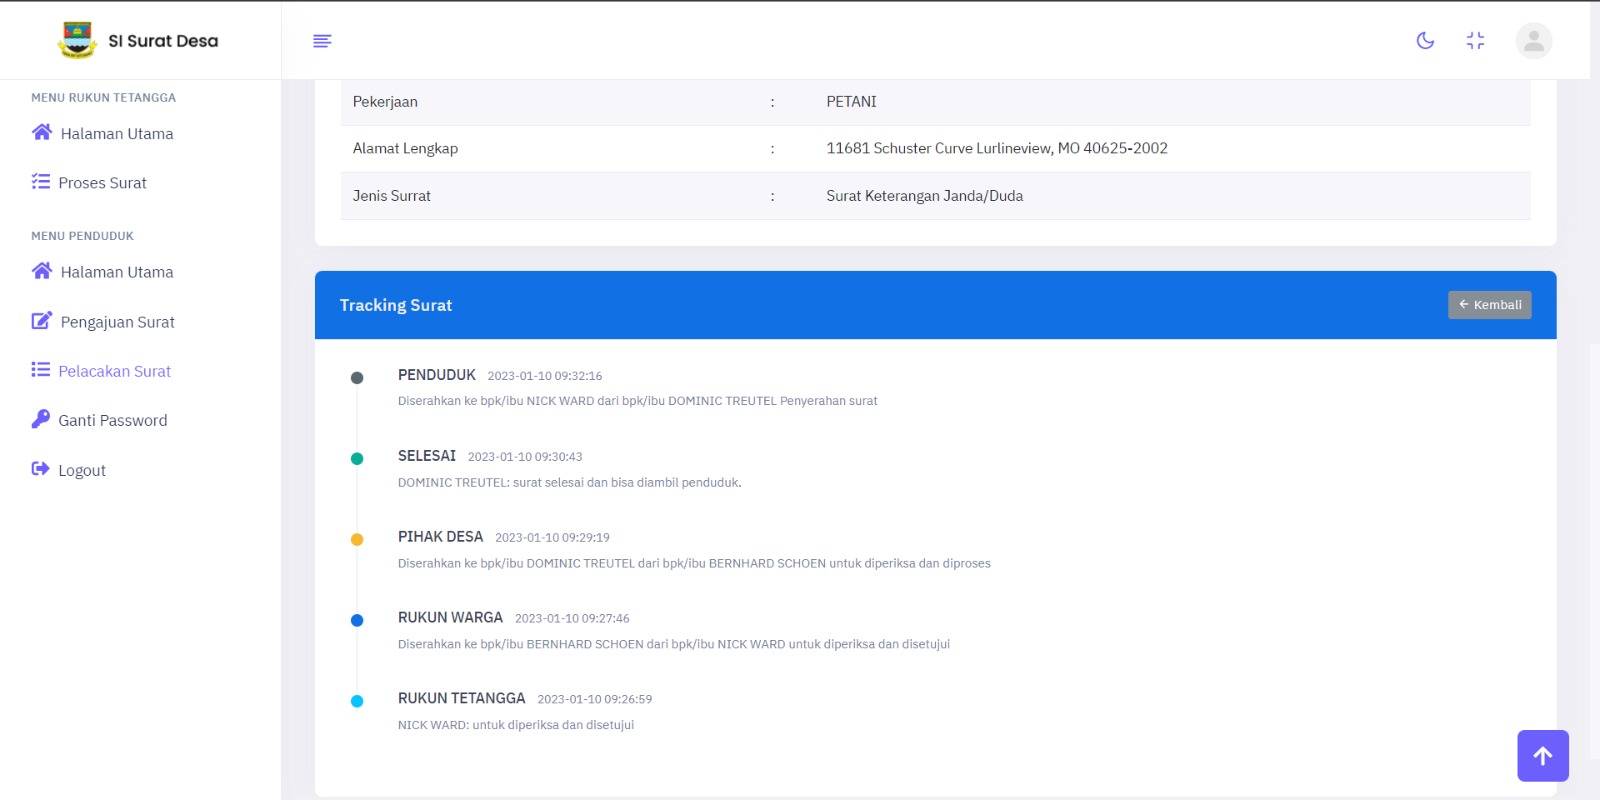 SI Surat Desa
MENU RUKUN TETANGGA
Halaman Utama
Proses Surat
MENU PENDUDUK
Halaman Utama
Pengajuan Surat
Pelacakan Surat
Ganti Password
Logout
Pekerjaan : PETANI
Alamat Lengkap : 11681 Schuster Curve Lurlineview, MO 40625-2002
Jenis Surrat : Surat Keterangan Janda/Duda
Tracking Surat
Kembali
PENDUDUK 2023-01-10 09:32:16
Diserahkan ke bpk/ibu NICK WARD dari bpk/ibu DOMINIC TREUTEL Penyerahan surat
SELESAI 2023-01-10 09:30:43
DOMINIC TREUTEL: surat selesai dan bisa diambil penduduk.
PIHAK DESA 2023-01-10 09:29:19
Diserahkan ke bpk/ibu DOMINIC TREUTEL dari bpk/ibu BERNHARD SCHOEN untuk diperiksa dan diproses
RUKUN WARGA 2023-01-10 09:27:46
Diserahkan ke bpk/ibu BERNHARD SCHOEN dari bpk/ibu NICK WARD untuk diperiksa dan disetujui
RUKUN TETANGGA 2023-01-10 09:26:59
NICK WARD: untuk diperiksa dan disetujui